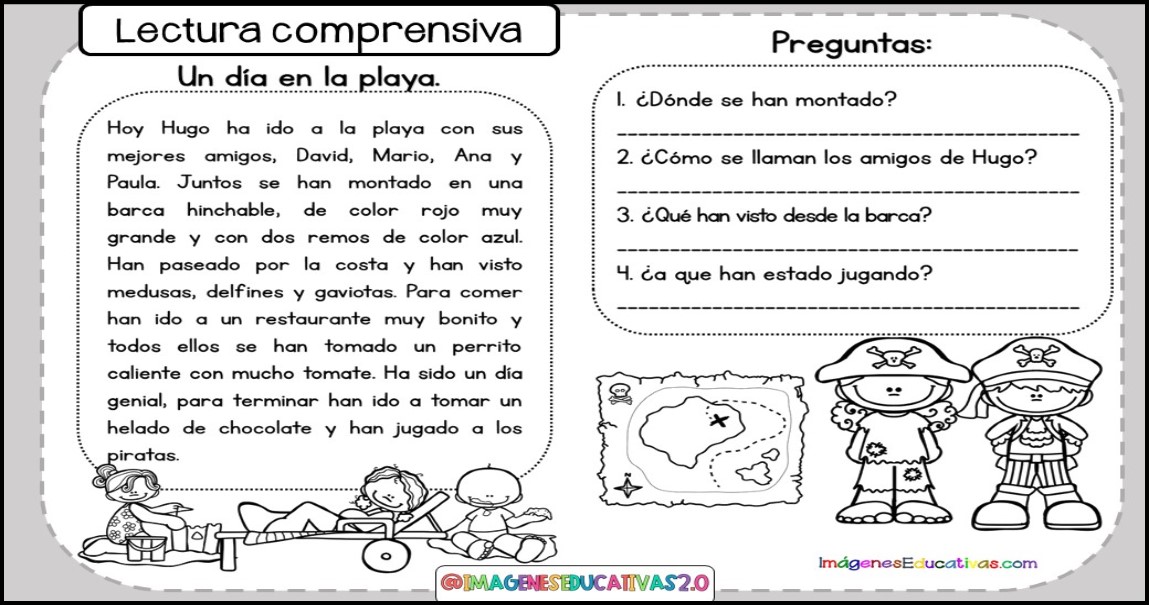 Lectura comprensiva
Un día en la playa.
Hoy Hugo ha ido a la playa con sus
mejores amigos, David, Mario, Ana y
Paula. Juntos se han montado en una
barca hinchable, de color rojo muy
grande y con dos remos de color azul.
Han paseado por la costa y han visto
medusas, delfines y gaviotas. Para comer
han ido a un restaurante muy bonito y
todos ellos se han tomado un perrito
caliente con mucho tomate. Ha sido un día
genial, para terminar han ido a tomar un
helado de chocolate y han jugado a los
piratas.
Preguntas:
1. ¿Dónde se han montado?
2. ¿Cómo se llaman los amigos de Hugo?
3. ¿Qué han visto desde la barca?
4. ¿a que han estado jugando?
N
ImágenesEducativas.com
@IMAGENESEDUCATIVAS2.0